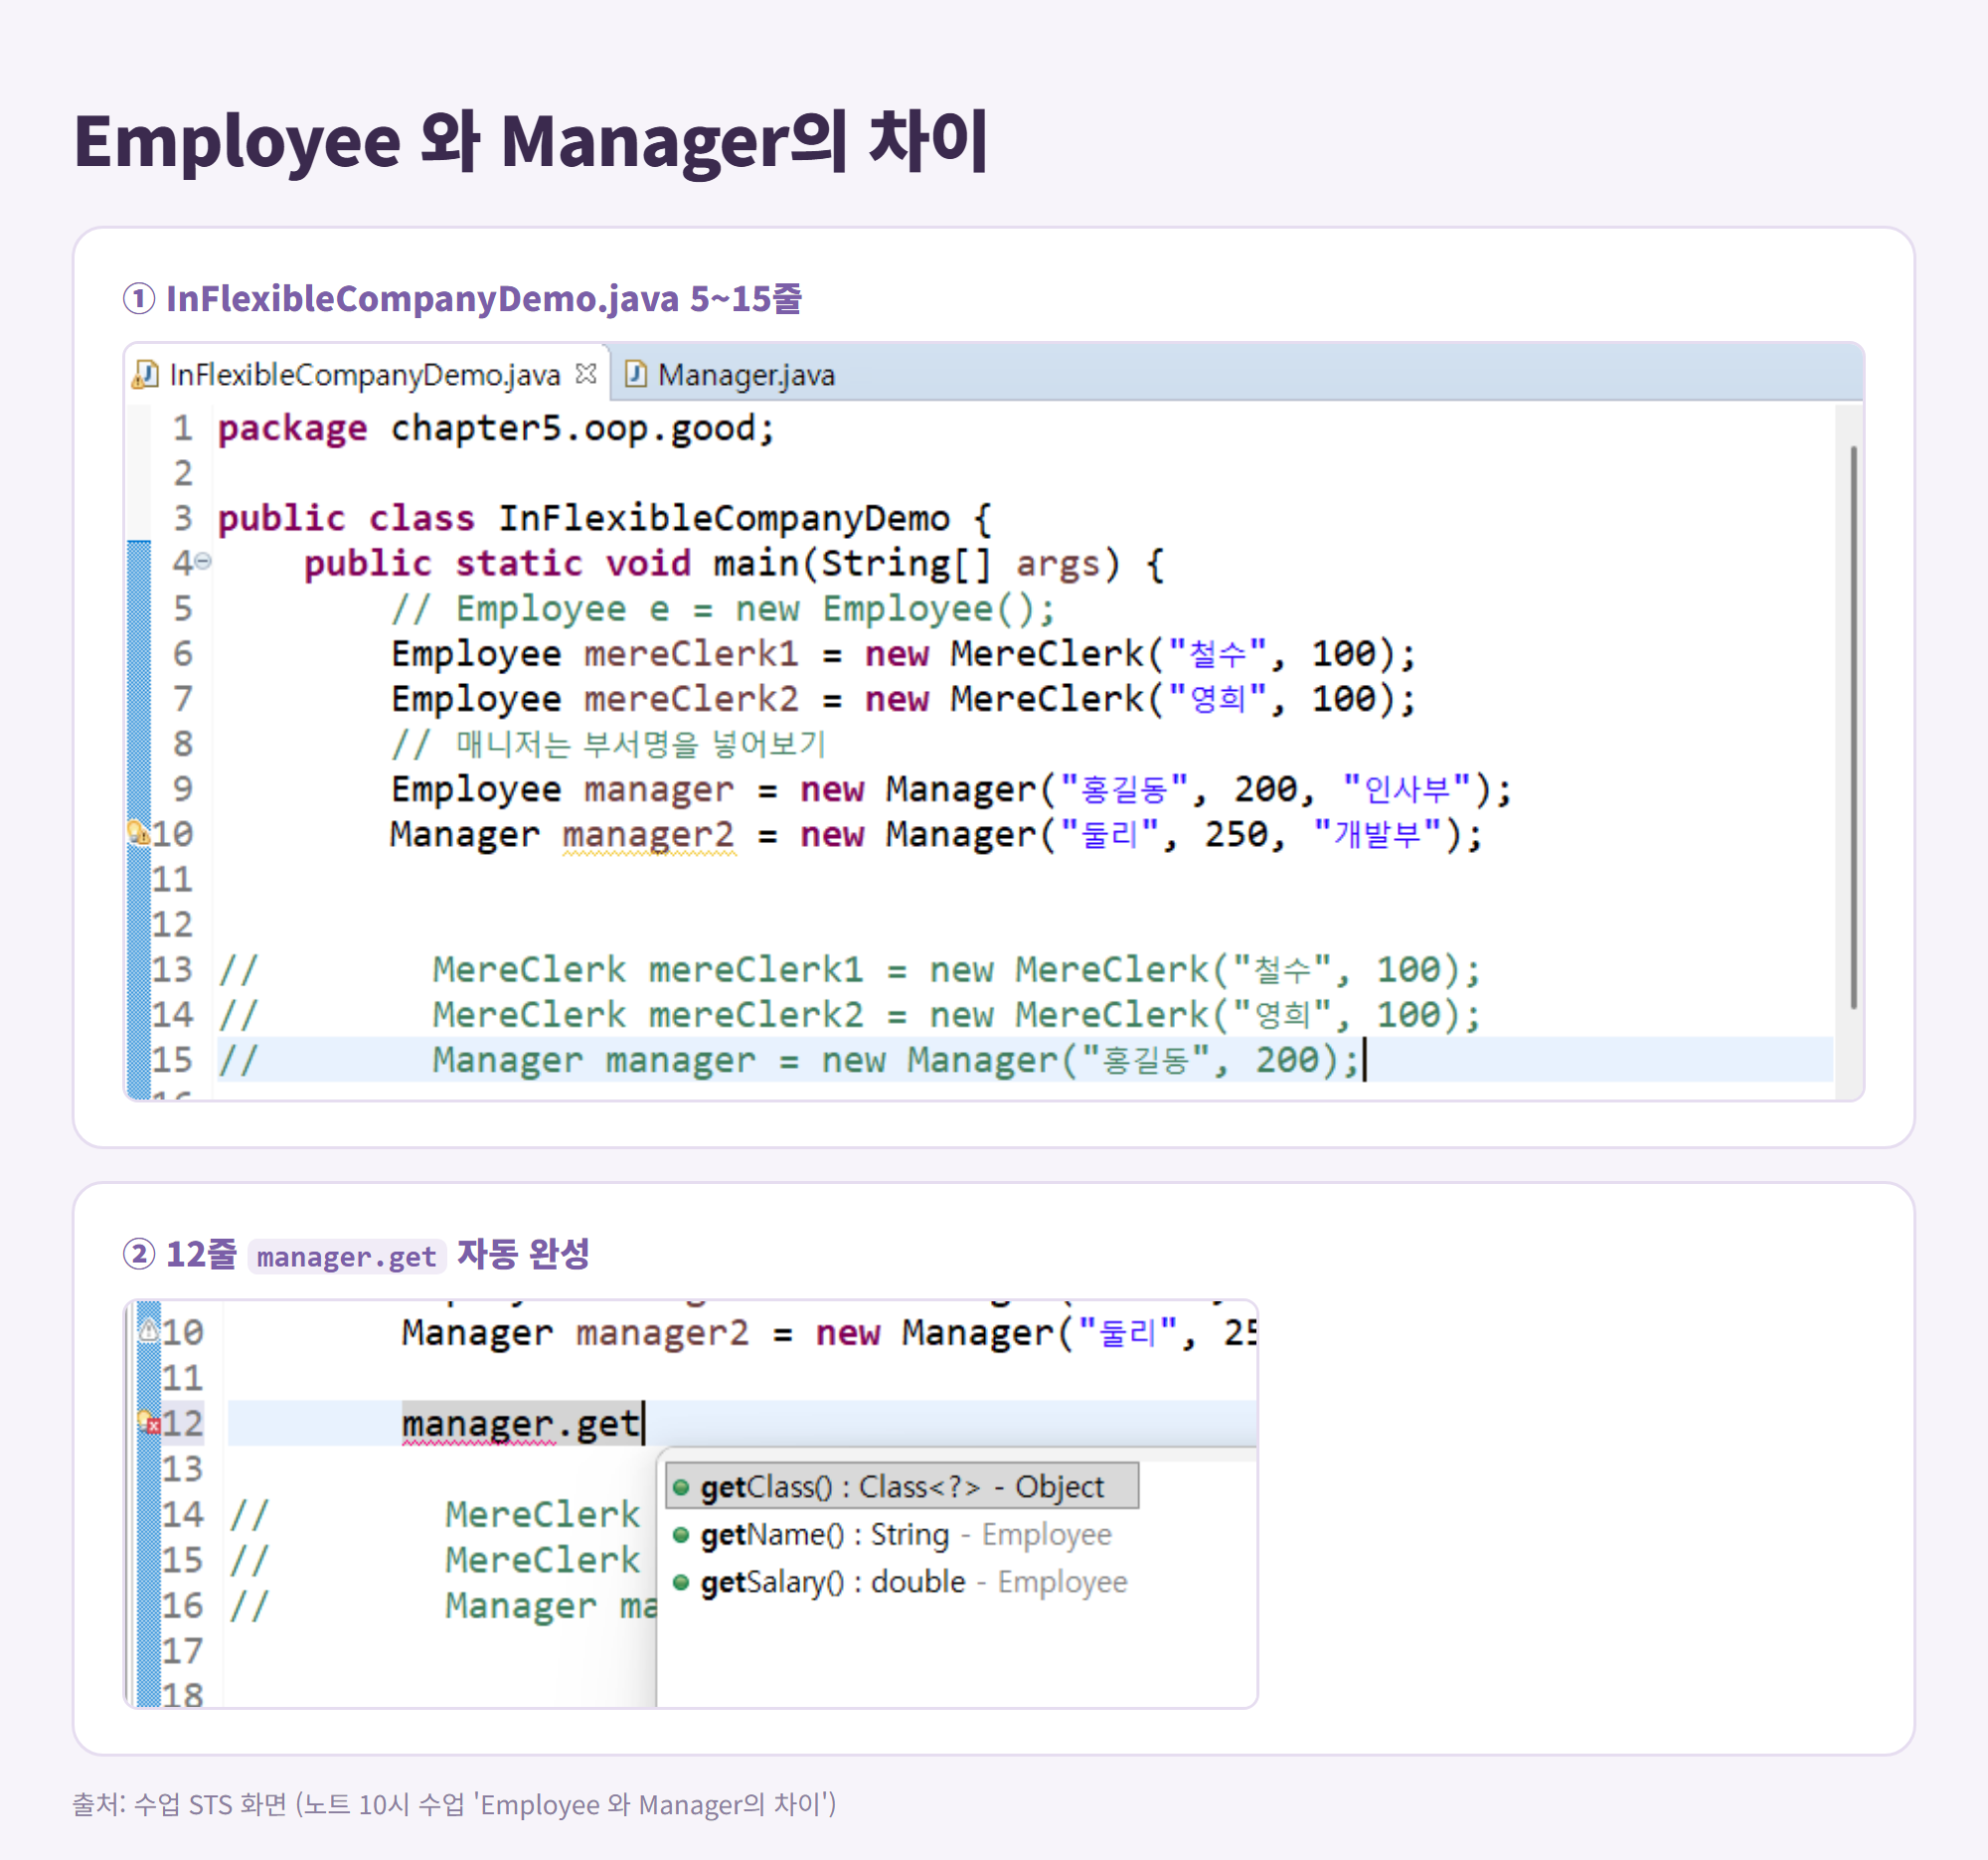 Employee 와 Manager의 차이
① InFlexibleCompanyDemo.java 5~15줄
InFlexibleCompanyDemo.java Manager.java
1 package chapter5.oop.good;
2
3 public class InFlexibleCompanyDemo {
4 public static void main(String[] args) {
5 // Employee e = new Employee();
6 Employee mereClerk1 = new MereClerk("철수", 100);
7 Employee mereClerk2 = new MereClerk("영희", 100);
8 // 매니저는 부서명을 넣어보기
9 Employee manager = new Manager("홍길동", 200, "인사부");
10 Manager manager2 = new Manager("둘리", 250, "개발부");
11
12
13 // MereClerk mereClerk1 = new MereClerk("철수", 100);
14 // MereClerk mereClerk2 = new MereClerk("영희", 100);
15 // Manager manager = new Manager("홍길동", 200);
② 12줄 manager.get 자동 완성
10 Manager manager2 = new Manager("둘리", 25
11
12 manager.get
13
getClass() : Class<?> - Object
14 // MereClerk
getName() : String - Employee
15 // MereClerk
getSalary() : double - Employee
16 // Manager ma
17
18
출처: 수업 STS 화면 (노트 10시 수업 'Employee 와 Manager의 차이')